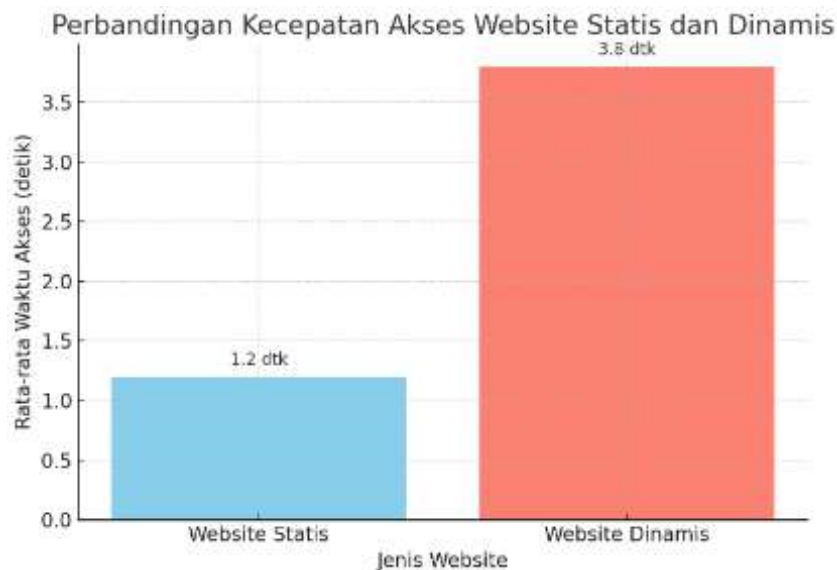 Perbandingan Kecepatan Akses Website Statis dan Dinamis
3.8 dtk
3.5
3.0
2.5
2.0
1.5
1.0
0.5
0.0
Rata-rata Waktu Akses (detik)
1.2 dtk
Website Statis
Website Dinamis
Jenis Website